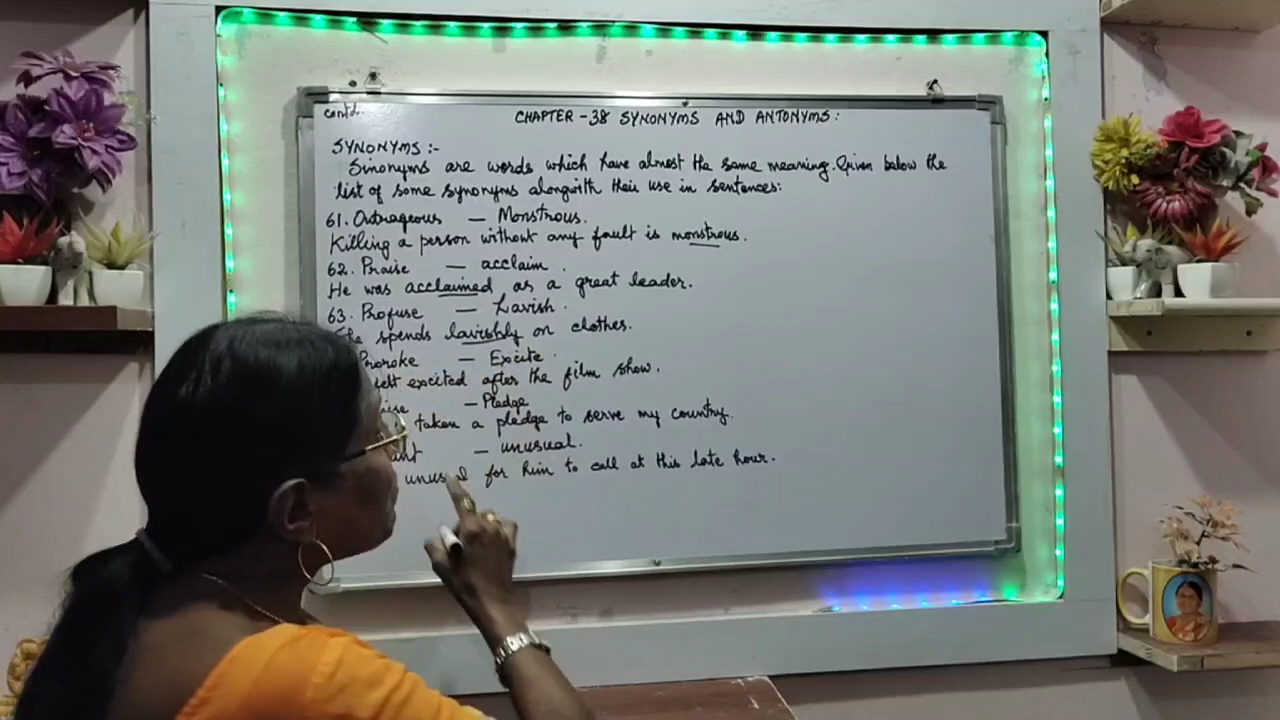 contd.
CHAPTER - 38 SYNONYMS AND ANTONYMS :
SYNONYMS :-
Sinonyms are words which have almost the same meaning. Given below the
list of some synonyms alongwith their use in sentences:
61. Outrageous — Monstrous.
Killing a person without any fault is monstrous.
62. Praise — acclaim.
He was acclaimed as a great leader.
63. Profuse — Lavish.
spends lavishly on clothes.
Provoke — Excite.
felt excited after the film show.
— Pledge
taken a pledge to serve my country.
— unusual.
unusual for him to call at this late hour.